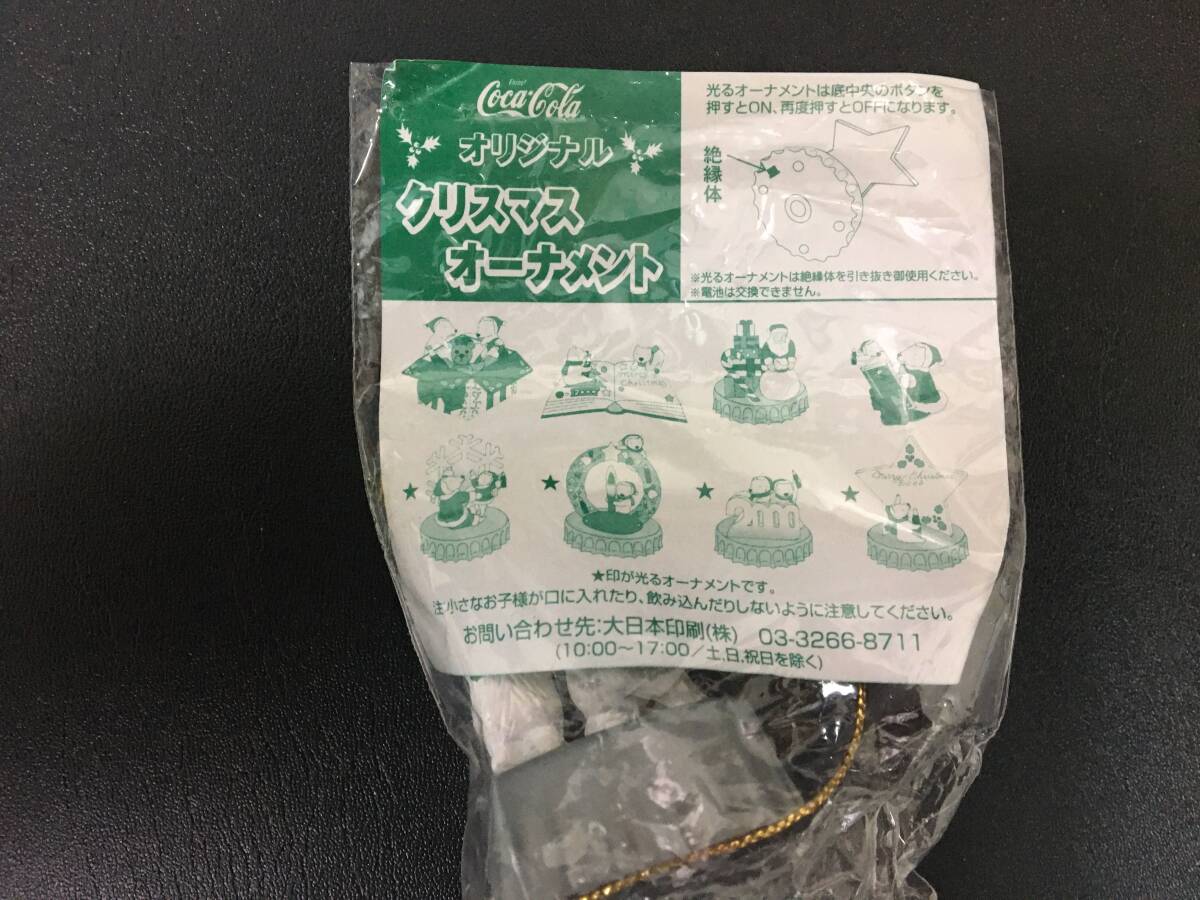 Enjoy
Coca-Cola
オリジナル
クリスマス
オーナメント
光るオーナメントは底中央のボタンを
押すとON、再度押すとOFFになります。
絶縁体
※光るオーナメントは絶縁体を引き抜き御使用ください。
※電池は交換できません。
Merry
Christmas
★
★
2000
★
★
Merry Christmas
2000
★印が光るオーナメントです。
注)小さなお子様が口に入れたり、飲み込んだりしないように注意してください。
お問い合わせ先:大日本印刷(株) 03-3266-8711
(10:00〜17:00/土,日,祝日を除く)